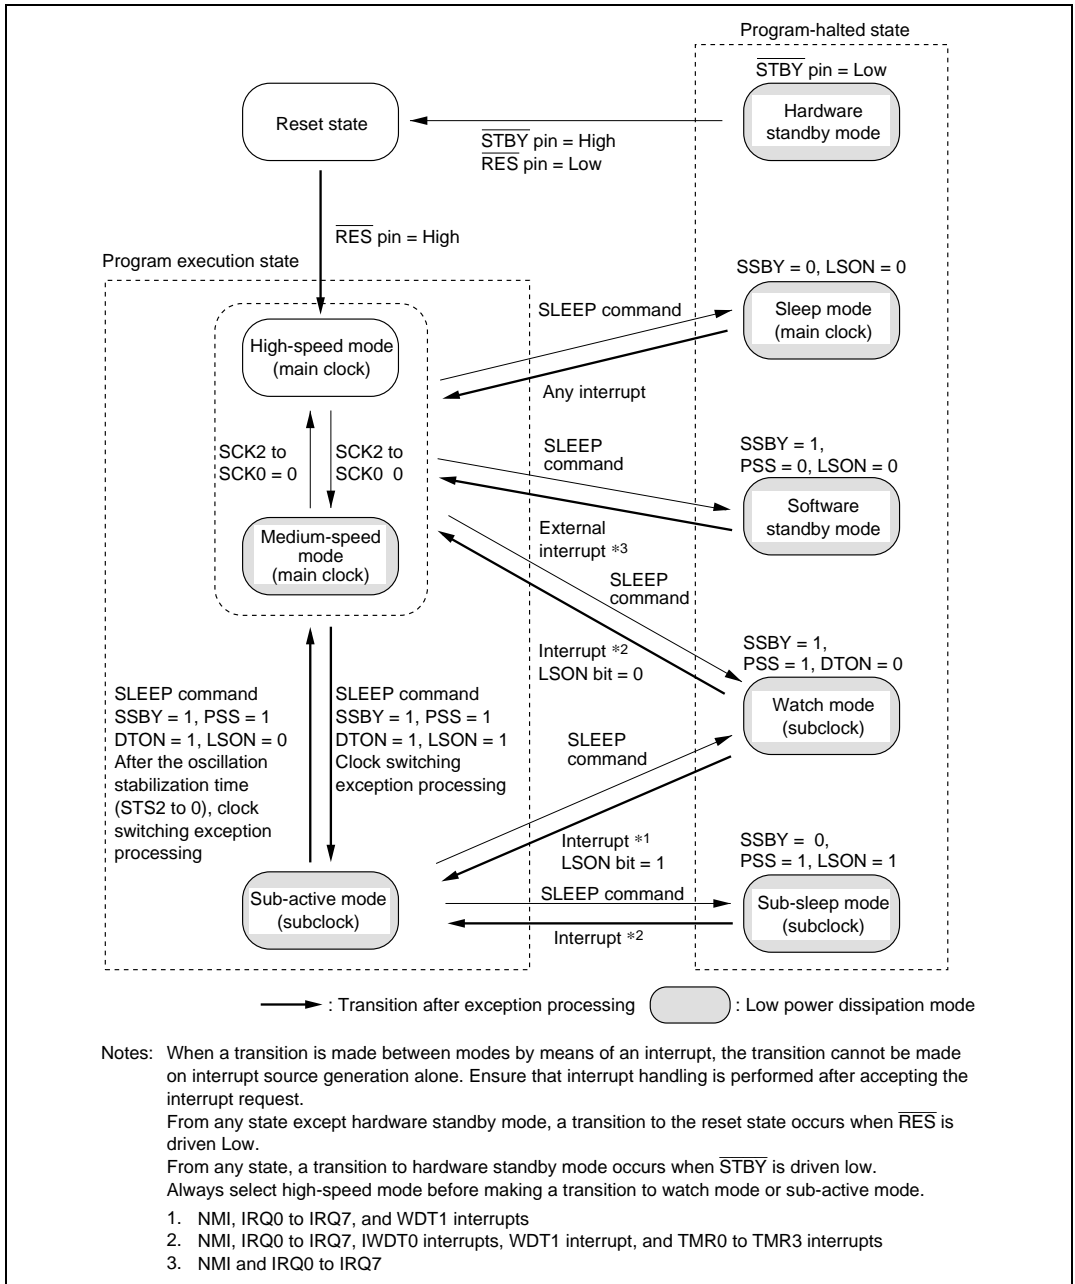 Program-halted state
STBY pin = Low
Hardware
standby mode
Reset state
STBY pin = High
RES pin = Low
RES pin = High
Program execution state
SSBY = 0, LSON = 0
Sleep mode
(main clock)
SLEEP command
Any interrupt
High-speed mode
(main clock)
SCK2 to
SCK0 = 0
SCK2 to
SCK0 0
SLEEP
command
SSBY = 1,
PSS = 0, LSON = 0
Software
standby mode
External
interrupt *3
Medium-speed
mode
(main clock)
SLEEP
command
Interrupt *2
LSON bit = 0
SSBY = 1,
PSS = 1, DTON = 0
Watch mode
(subclock)
SLEEP command
SSBY = 1, PSS = 1
DTON = 1, LSON = 0
After the oscillation
stabilization time
(STS2 to 0), clock
switching exception
processing
SLEEP command
SSBY = 1, PSS = 1
DTON = 1, LSON = 1
Clock switching
exception processing
SLEEP
command
Interrupt *1
LSON bit = 1
SSBY = 0,
PSS = 1, LSON = 1
Sub-active mode
(subclock)
SLEEP command
Sub-sleep mode
(subclock)
Interrupt *2
: Transition after exception processing
: Low power dissipation mode
Notes: When a transition is made between modes by means of an interrupt, the transition cannot be made
on interrupt source generation alone. Ensure that interrupt handling is performed after accepting the
interrupt request.
From any state except hardware standby mode, a transition to the reset state occurs when RES is
driven Low.
From any state, a transition to hardware standby mode occurs when STBY is driven low.
Always select high-speed mode before making a transition to watch mode or sub-active mode.
1. NMI, IRQ0 to IRQ7, and WDT1 interrupts
2. NMI, IRQ0 to IRQ7, IWDT0 interrupts, WDT1 interrupt, and TMR0 to TMR3 interrupts
3. NMI and IRQ0 to IRQ7